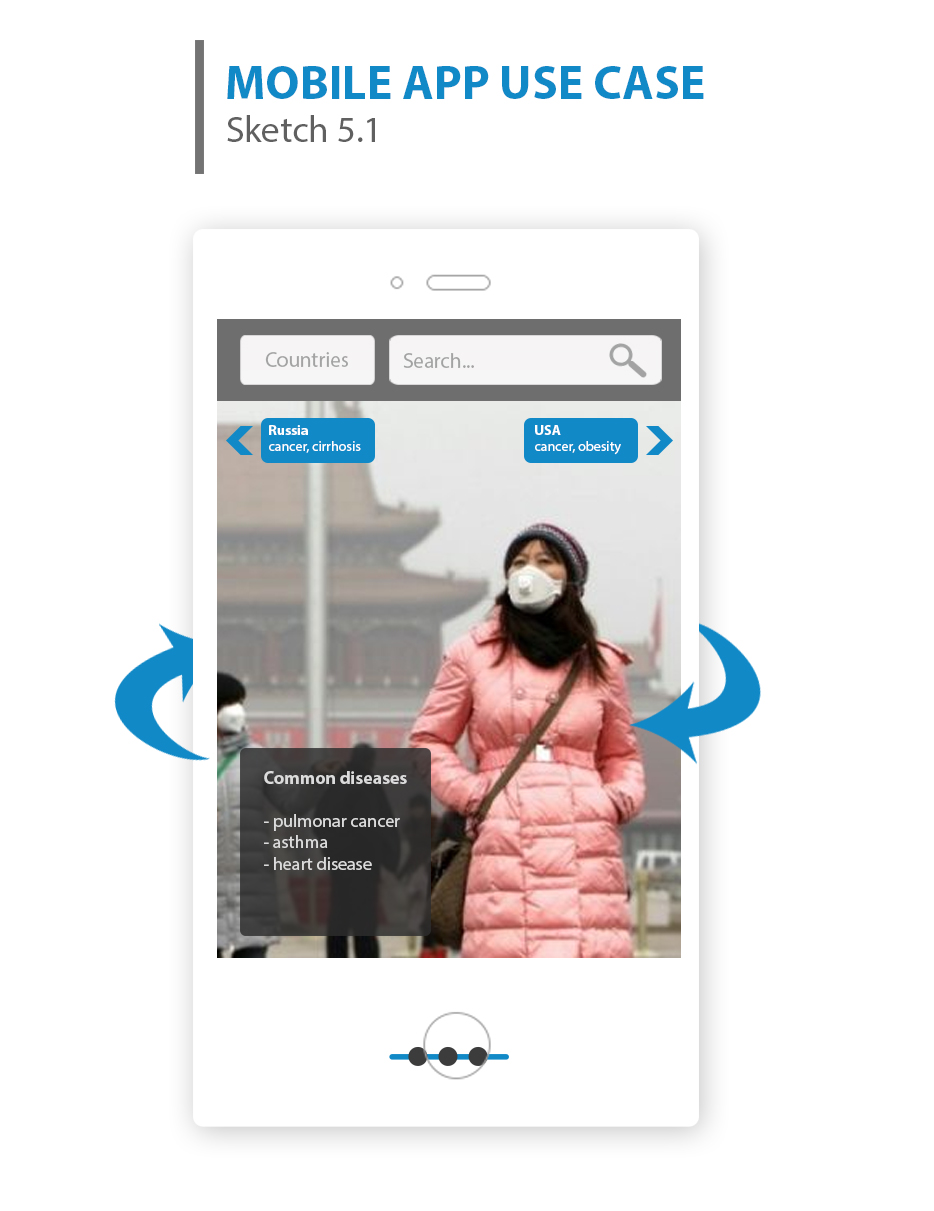 MOBILE APP USE CASE
Sketch 5.1
Countries
Search...
Russia
cancer, cirrhosis
USA
cancer, obesity
Common diseases
- pulmonar cancer
- asthma
- heart disease